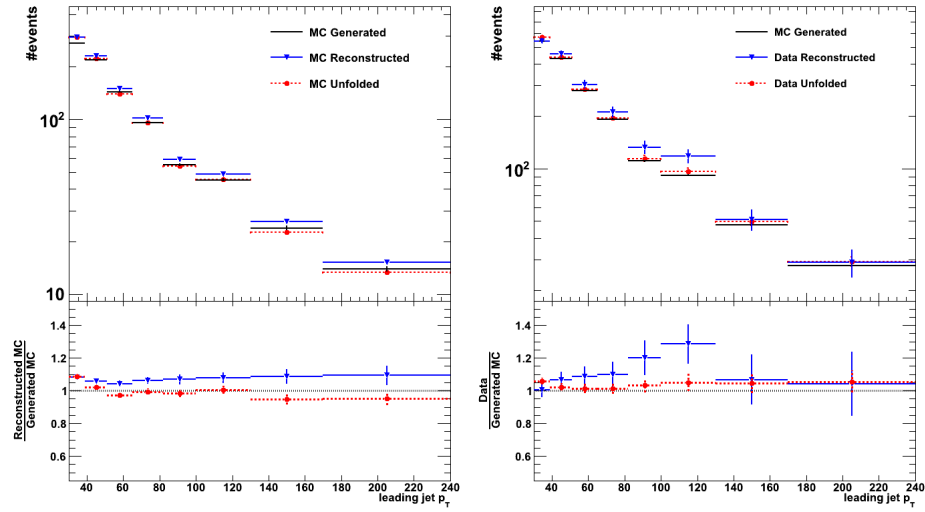 #events
10²
10
MC Generated
MC Reconstructed
MC Unfolded
Reconstructed MC
Generated MC
1.4
1.2
1
0.8
0.6
40 60 80 100 120 140 160 180 200 220 240
leading jet p_T
#events
10²
MC Generated
Data Reconstructed
Data Unfolded
Data
Generated MC
1.4
1.2
1
0.8
0.6
40 60 80 100 120 140 160 180 200 220 240
leading jet p_T